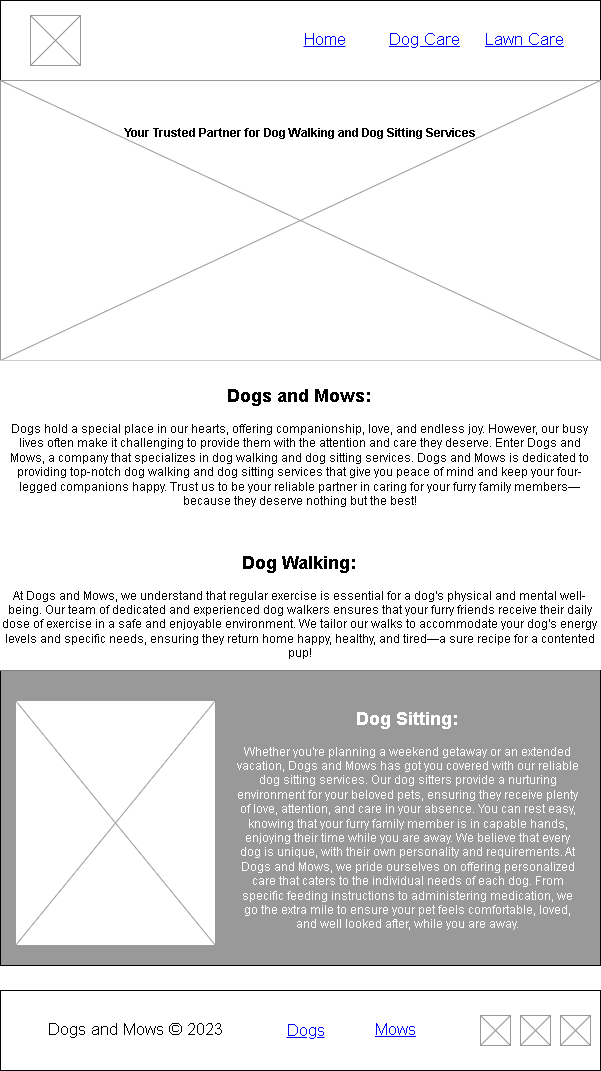 Home Dog Care Lawn Care
Your Trusted Partner for Dog Walking and Dog Sitting Services
Dogs and Mows:
Dogs hold a special place in our hearts, offering companionship, love, and endless joy. However, our busy
lives often make it challenging to provide them with the attention and care they deserve. Enter Dogs and
Mows, a company that specializes in dog walking and dog sitting services. Dogs and Mows is dedicated to
providing top-notch dog walking and dog sitting services that give you peace of mind and keep your four-
legged companions happy. Trust us to be your reliable partner in caring for your furry family members—
because they deserve nothing but the best!
Dog Walking:
At Dogs and Mows, we understand that regular exercise is essential for a dog's physical and mental well-
being. Our team of dedicated and experienced dog walkers ensures that your furry friends receive their daily
dose of exercise in a safe and enjoyable environment. We tailor our walks to accommodate your dog's energy
levels and specific needs, ensuring they return home happy, healthy, and tired—a sure recipe for a contented
pup!
Dog Sitting:
Whether you're planning a weekend getaway or an extended
vacation, Dogs and Mows has got you covered with our reliable
dog sitting services. Our dog sitters provide a nurturing
environment for your beloved pets, ensuring they receive plenty
of love, attention, and care in your absence. You can rest easy,
knowing that your furry family member is in capable hands,
enjoying their time while you are away. We believe that every
dog is unique, with their own personality and requirements. At
Dogs and Mows, we pride ourselves on offering personalized
care that caters to the individual needs of each dog. From
specific feeding instructions to administering medication, we
go the extra mile to ensure your pet feels comfortable, loved,
and well looked after, while you are away.
Dogs and Mows © 2023 Dogs Mows